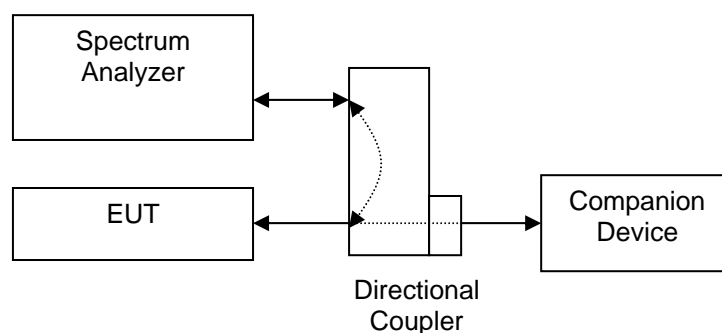 Spectrum
Analyzer
EUT
Companion
Device
Directional
Coupler